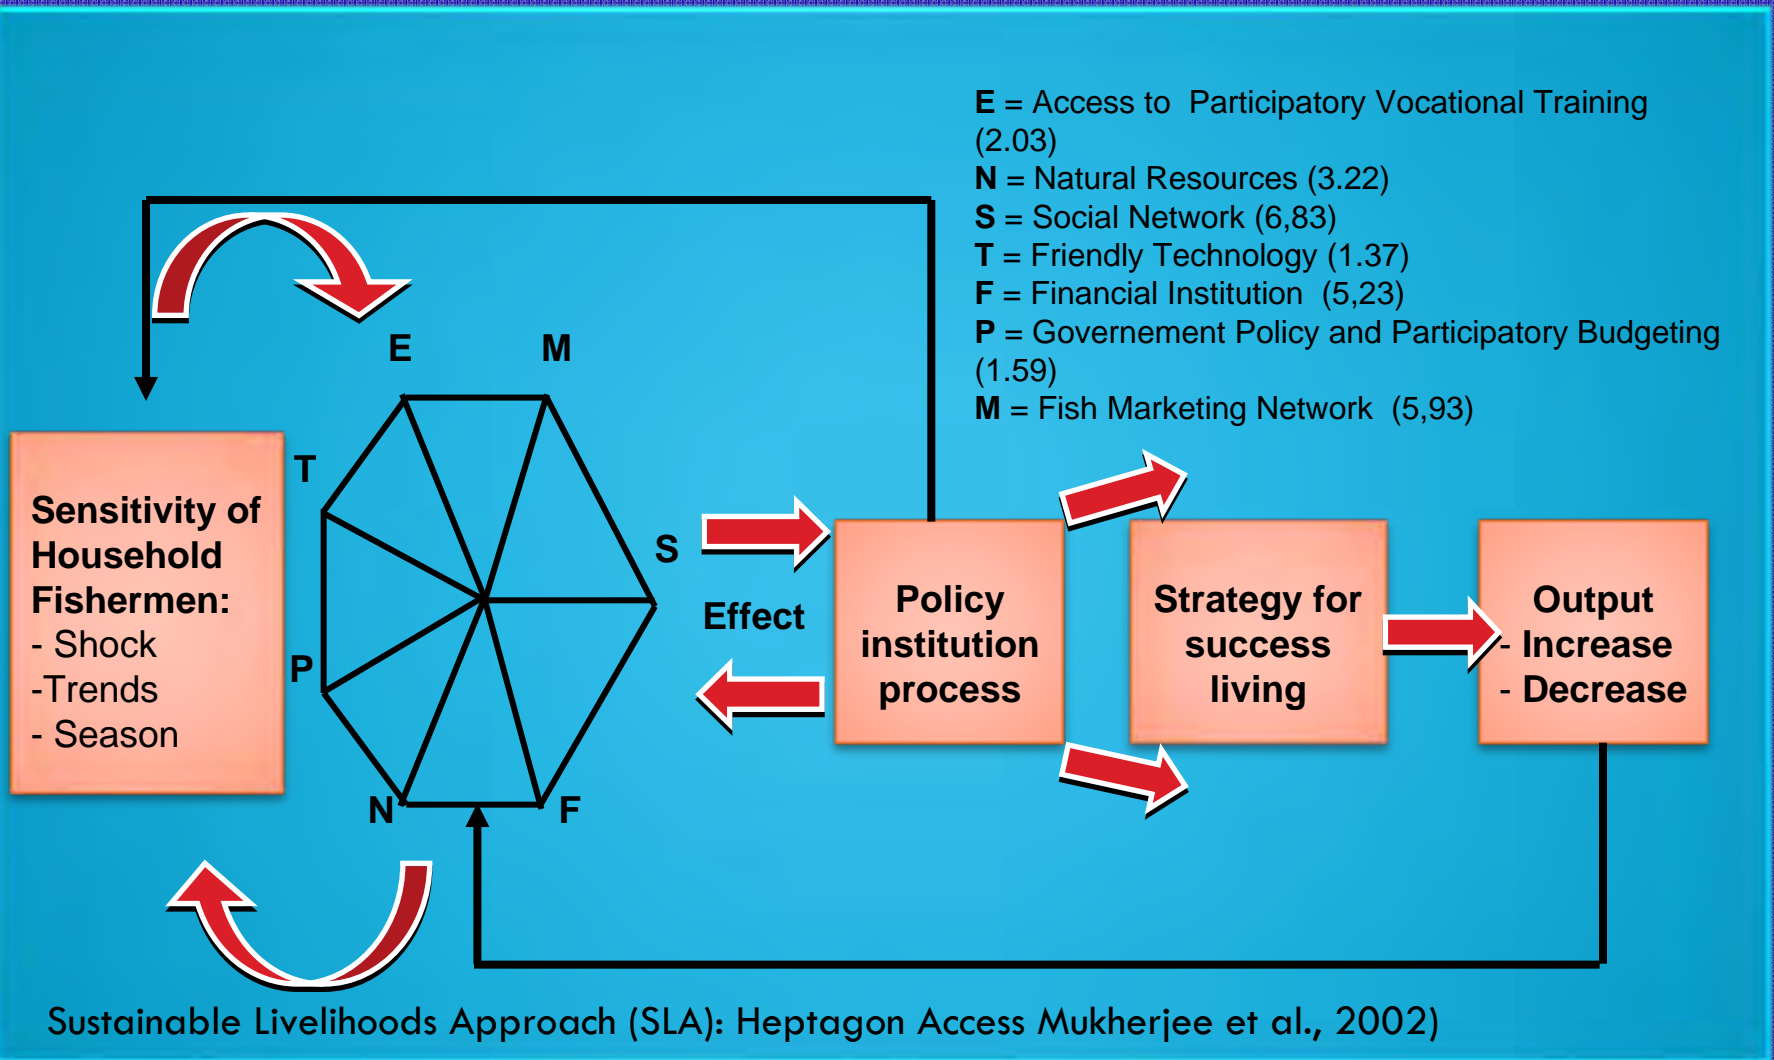 E = Access to  Participatory Vocational Training
(2.03)
N = Natural Resources (3.22)
S = Social Network (6,83)
T = Friendly Technology (1.37)
F = Financial Institution  (5,23)
P = Governement Policy and Participatory Budgeting
(1.59)
M = Fish Marketing Network  (5,93)
E
M
T
S
P
N
F
Sensitivity of
Household
Fishermen:
- Shock
-Trends
- Season
Effect
Policy
institution
process
Strategy for
success
living
Output
- Increase
- Decrease
Sustainable Livelihoods Approach (SLA): Heptagon Access Mukherjee et al., 2002)